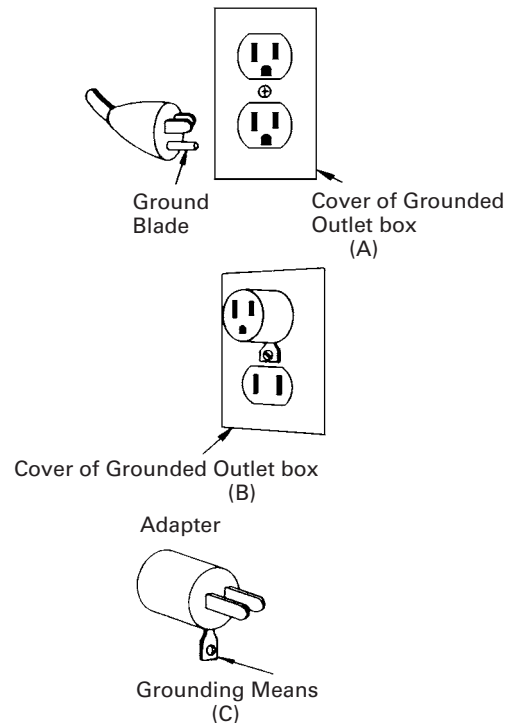 Ground
Blade
Cover of Grounded
Outlet box
(A)
Cover of Grounded Outlet box
(B)
Adapter
Grounding Means
(C)